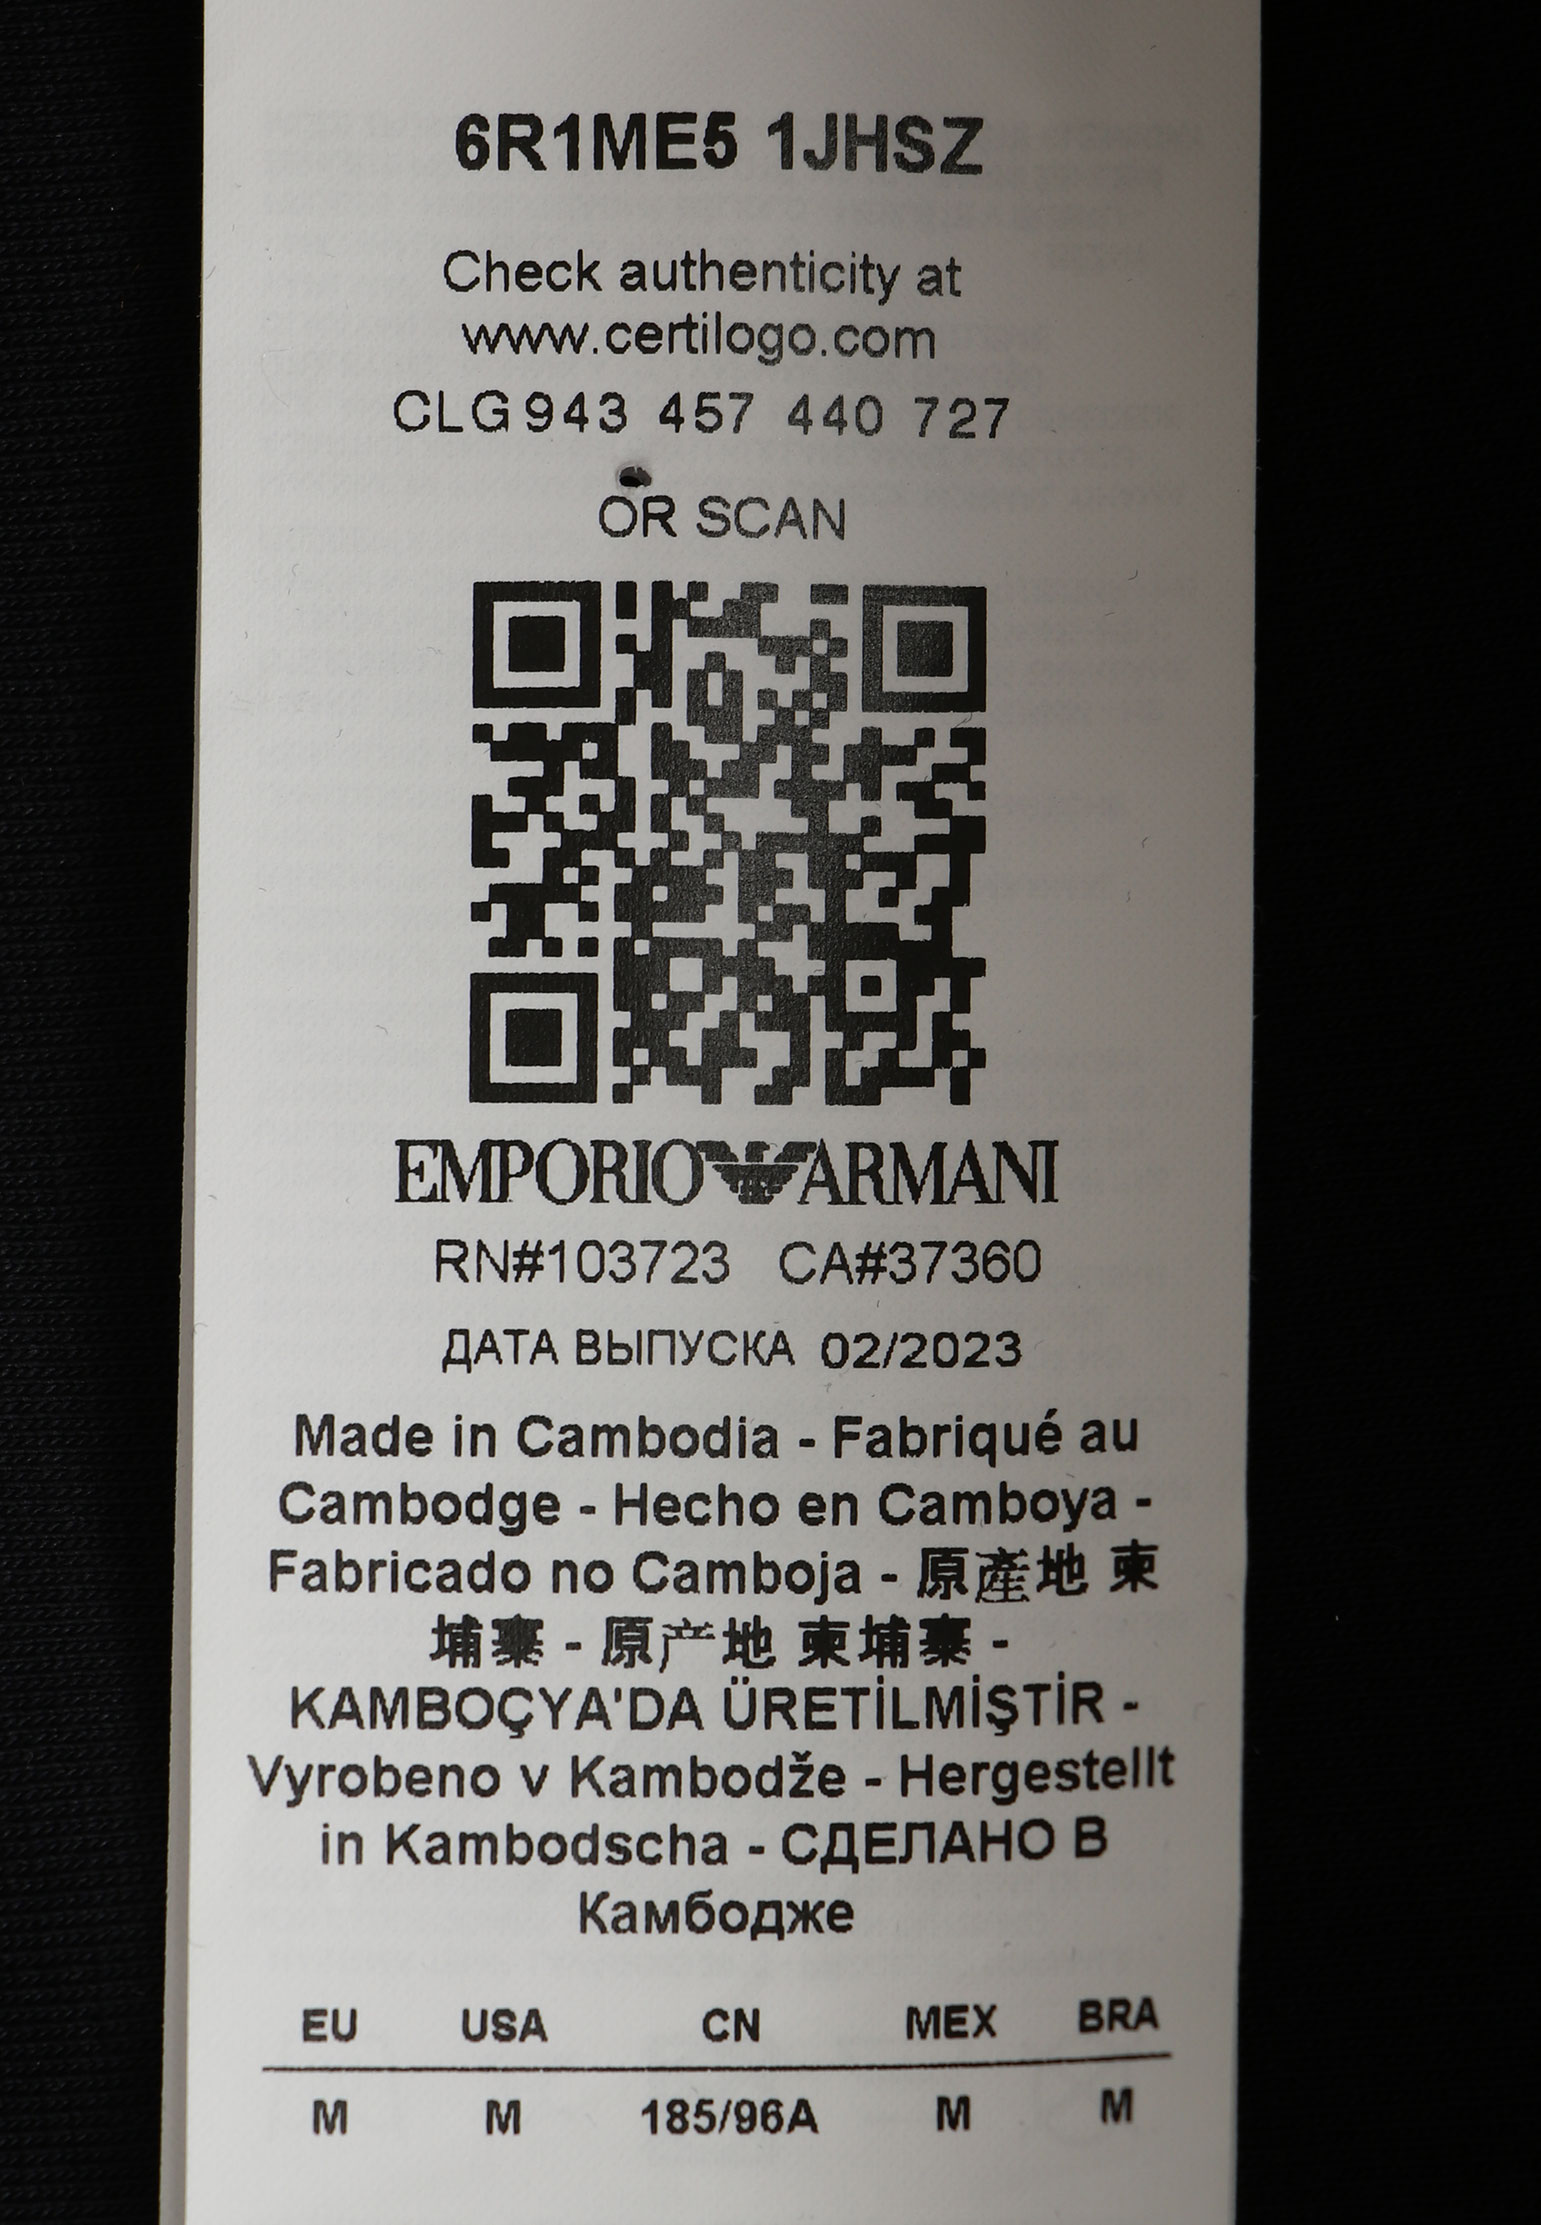 6R1ME5 1JHSZ
Check authenticity at
www.certilogo.com
CLG 943 457 440 727
OR SCAN
EMPORIO ARMANI
RN#103723 CA#37360
ДАТА ВЫПУСКА 02/2023
Made in Cambodia - Fabriqué au
Cambodge - Hecho en Camboya -
Fabricado no Camboja - 原產地 柬
埔寨 - 原产地 柬埔寨 -
KAMBOÇYA'DA ÜRETİLMİŞTİR -
Vyrobeno v Kambodže - Hergestellt
in Kambodscha - СДЕЛАНО В
Камбодже
EU USA CN MEX BRA
M M 185/96A M M